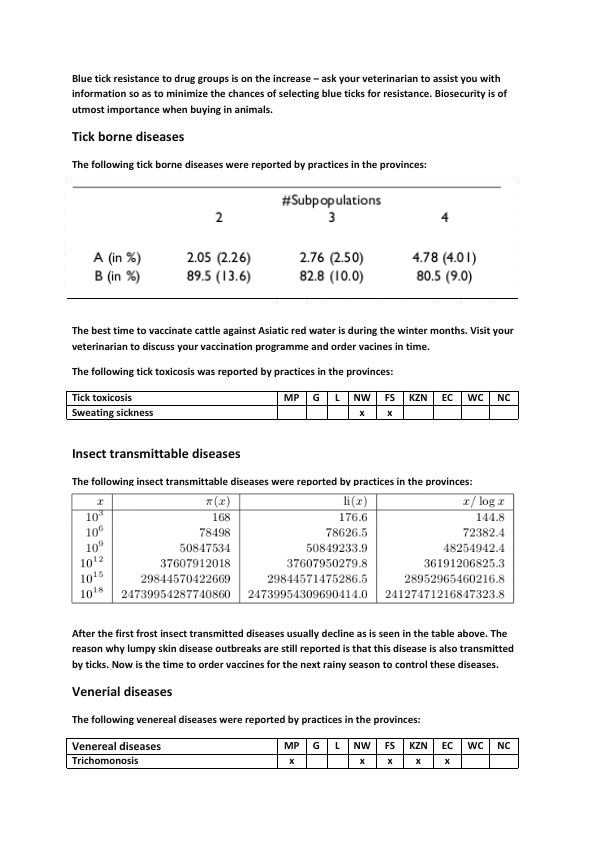 Blue tick resistance to drug groups is on the increase – ask your veterinarian to assist you with
information so as to minimize the chances of selecting blue ticks for resistance. Biosecurity is of
utmost importance when buying in animals.
Tick borne diseases
The following tick borne diseases were reported by practices in the provinces:
#Subpopulations
2 3 4
A (in %) 2.05 (2.26) 2.76 (2.50) 4.78 (4.01)
B (in %) 89.5 (13.6) 82.8 (10.0) 80.5 (9.0)
The best time to vaccinate cattle against Asiatic red water is during the winter months. Visit your
veterinarian to discuss your vaccination programme and order vacines in time.
The following tick toxicosis was reported by practices in the provinces:
Tick toxicosis MP G L NW FS KZN EC WC NC
Sweating sickness x x
Insect transmittable diseases
The following insect transmittable diseases were reported by practices in the provinces:
x π(x) li(x) x/ log x
10^3 168 176.6 144.8
10^6 78498 78626.5 72382.4
10^9 50847534 50849233.9 48254942.4
10^12 37607912018 37607950279.8 36191206825.3
10^15 29844570422669 29844571475286.5 28952965460216.8
10^18 24739954287740860 24739954309690414.0 24127471216847323.8
After the first frost insect transmitted diseases usually decline as is seen in the table above. The
reason why lumpy skin disease outbreaks are still reported is that this disease is also transmitted
by ticks. Now is the time to order vaccines for the next rainy season to control these diseases.
Venerial diseases
The following venereal diseases were reported by practices in the provinces:
Venereal diseases MP G L NW FS KZN EC WC NC
Trichomonosis x x x x x